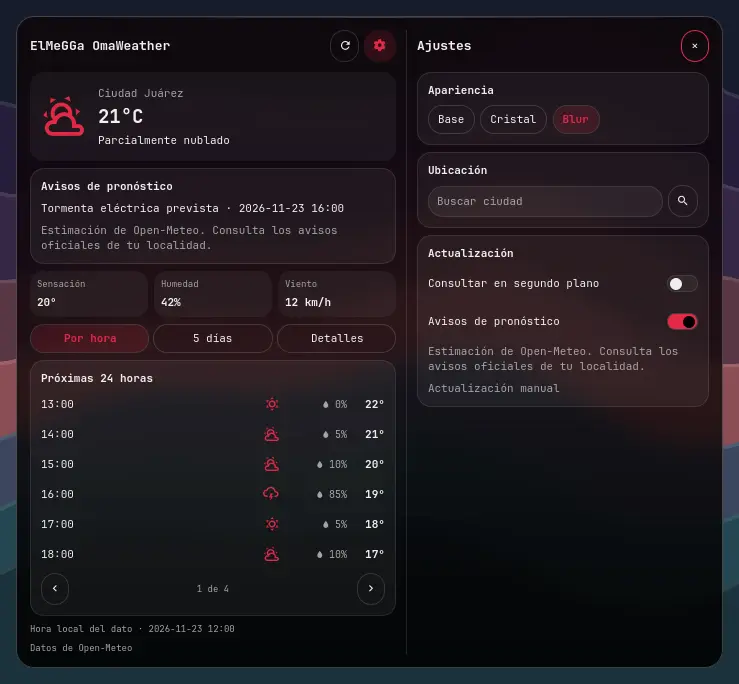 ElMeGGa OmaWeather
Ciudad Juárez
21°C
Parcialmente nublado
Avisos de pronóstico
Tormenta eléctrica prevista · 2026-11-23 16:00
Estimación de Open-Meteo. Consulta los avisos
oficiales de tu localidad.
Sensación
20°
Humedad
42%
Viento
12 km/h
Por hora
5 días
Detalles
Próximas 24 horas
13:00 0% 22°
14:00 5% 21°
15:00 10% 20°
16:00 85% 19°
17:00 5% 18°
18:00 10% 17°
1 de 4
Hora local del dato · 2026-11-23 12:00
Datos de Open-Meteo
Ajustes
Apariencia
Base
Cristal
Blur
Ubicación
Buscar ciudad
Actualización
Consultar en segundo plano
Avisos de pronóstico
Estimación de Open-Meteo. Consulta los
avisos oficiales de tu localidad.
Actualización manual